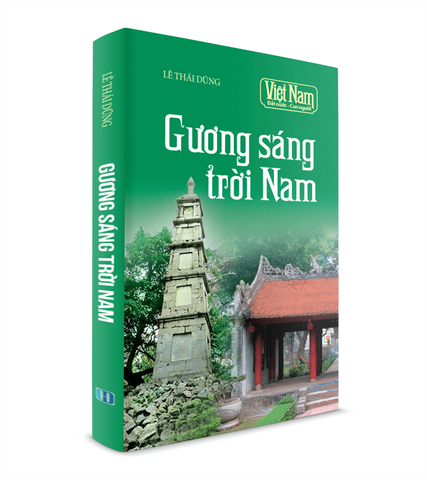 LÊ THÁI DŨNG
Việt Nam
Đất nước - Con người
Gương sáng
trời Nam
LÊ THÁI DŨNG
GƯƠNG SÁNG TRỜI NAM